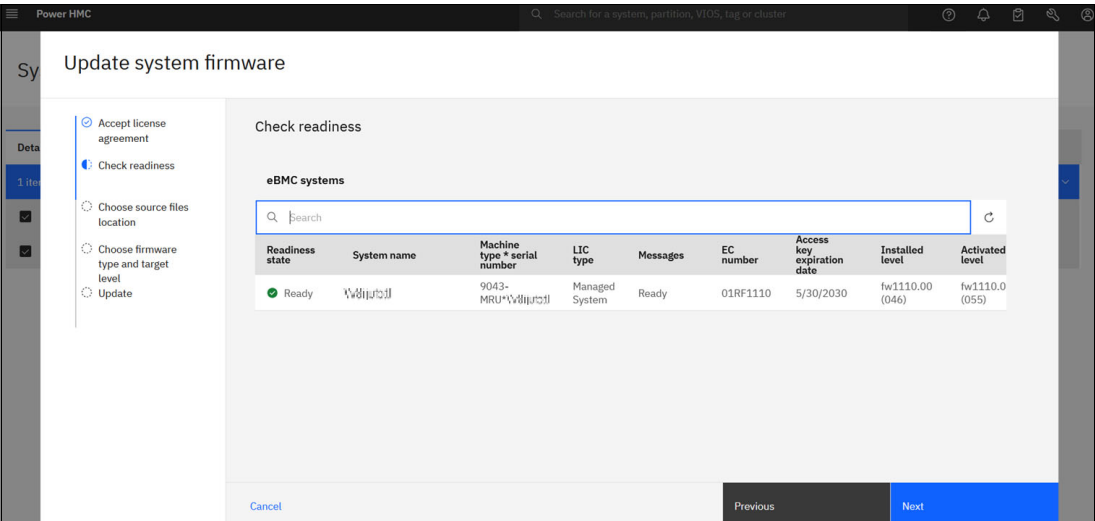 Power HMC
Search for a system, partition, VIOS, tag or cluster
Sy
Update system firmware
Deta
1 iter
Accept license
agreement
Check readiness
Choose source files
location
Choose firmware
type and target
level
Update
Check readiness
eBMC systems
Search
Readiness
state
System name
Machine
type * serial
number
LIC
type
Messages
EC
number
Access
key
expiration
date
Installed
level
Activated
level
Ready
9043-
MRU*
Managed
System
Ready
01RF1110
5/30/2030
fw1110.00
(046)
fw1110.0
(055)
Cancel
Previous
Next